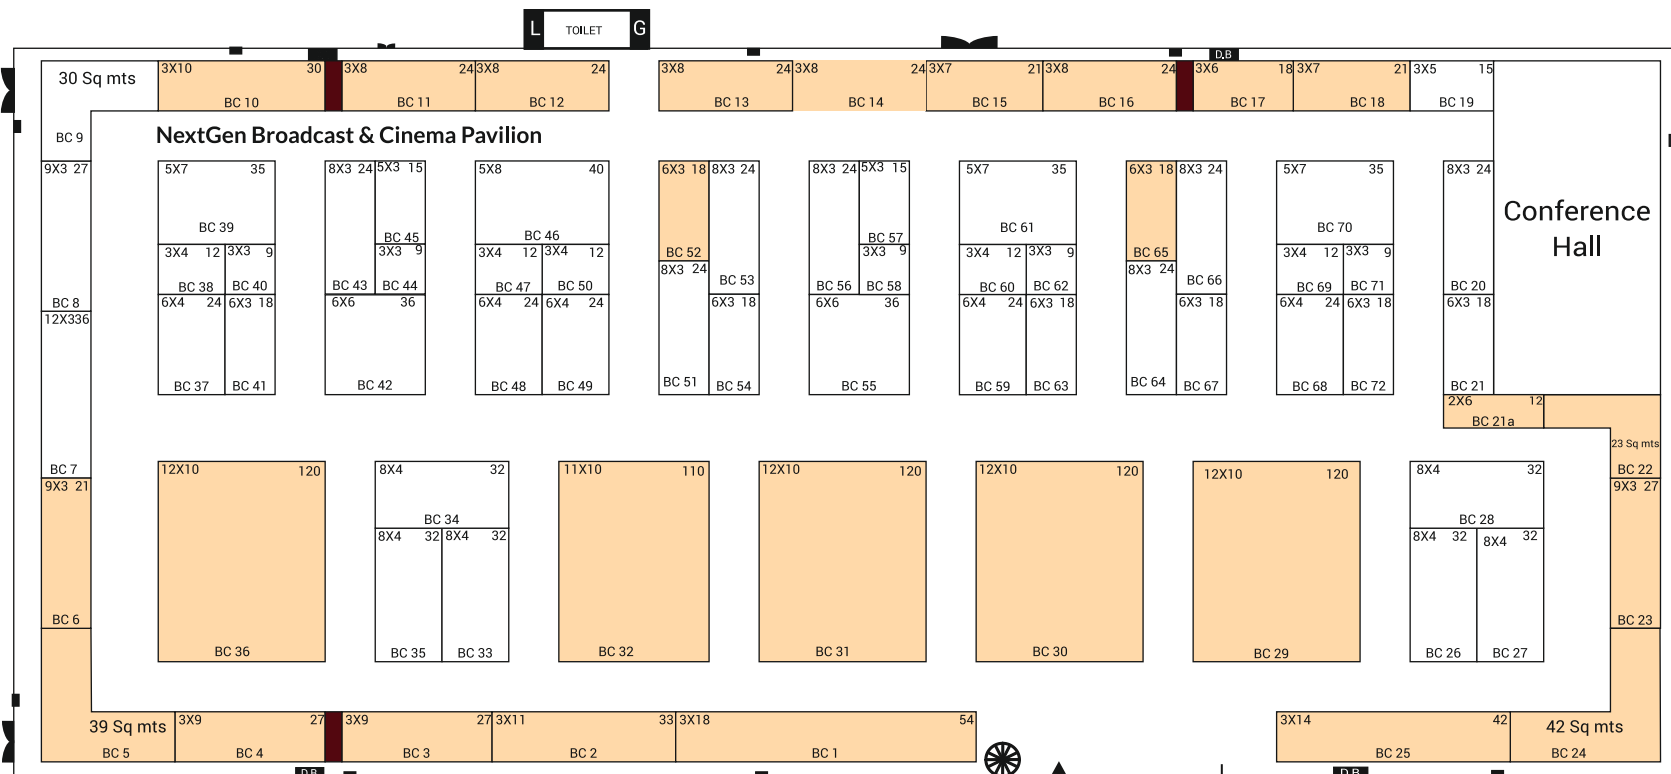 L TOILET G
D.B
30 Sq mts
3X10 30
BC 10
3X8 24
BC 11
3X8 24
BC 12
3X8 24
BC 13
3X8 24
BC 14
3X7 21
BC 15
3X8 24
BC 16
3X6 18
BC 17
3X7 21
BC 18
3X5 15
BC 19
BC 9
NextGen Broadcast & Cinema Pavilion
9X3 27
BC 8
5X7 35
BC 39
3X4 12
BC 38
3X3 9
BC 40
6X4 24
BC 37
6X3 18
BC 41
8X3 24
BC 43
5X3 15
BC 45
3X3 9
BC 44
6X6 36
BC 42
5X8 40
BC 46
3X4 12
BC 47
3X4 12
BC 50
6X4 24
BC 48
6X4 24
BC 49
6X3 18
BC 52
8X3 24
BC 53
8X3 24
BC 51
6X3 18
BC 54
8X3 24
BC 56
5X3 15
BC 57
3X3 9
BC 58
6X6 36
BC 55
5X7 35
BC 61
3X4 12
BC 60
3X3 9
BC 62
6X4 24
BC 59
6X3 18
BC 63
6X3 18
BC 65
8X3 24
BC 66
8X3 24
BC 64
6X3 18
BC 67
5X7 35
BC 70
3X4 12
BC 69
3X3 9
BC 71
6X4 24
BC 68
6X3 18
BC 72
8X3 24
BC 20
6X3 18
BC 21
Conference
Hall
12X336
BC 7
2X6 12
BC 21a
23 Sq mts
BC 22
9X3 21
BC 6
12X10 120
BC 36
8X4 32
BC 34
8X4 32
BC 35
8X4 32
BC 33
11X10 110
BC 32
12X10 120
BC 31
12X10 120
BC 30
12X10 120
BC 29
8X4 32
BC 28
8X4 32
BC 26
8X4 32
BC 27
9X3 27
BC 23
39 Sq mts
BC 5
3X9 27
BC 4
3X9 27
BC 3
3X11 33
BC 2
3X18 54
BC 1
3X14 42
BC 25
42 Sq mts
BC 24
D.B
D.B